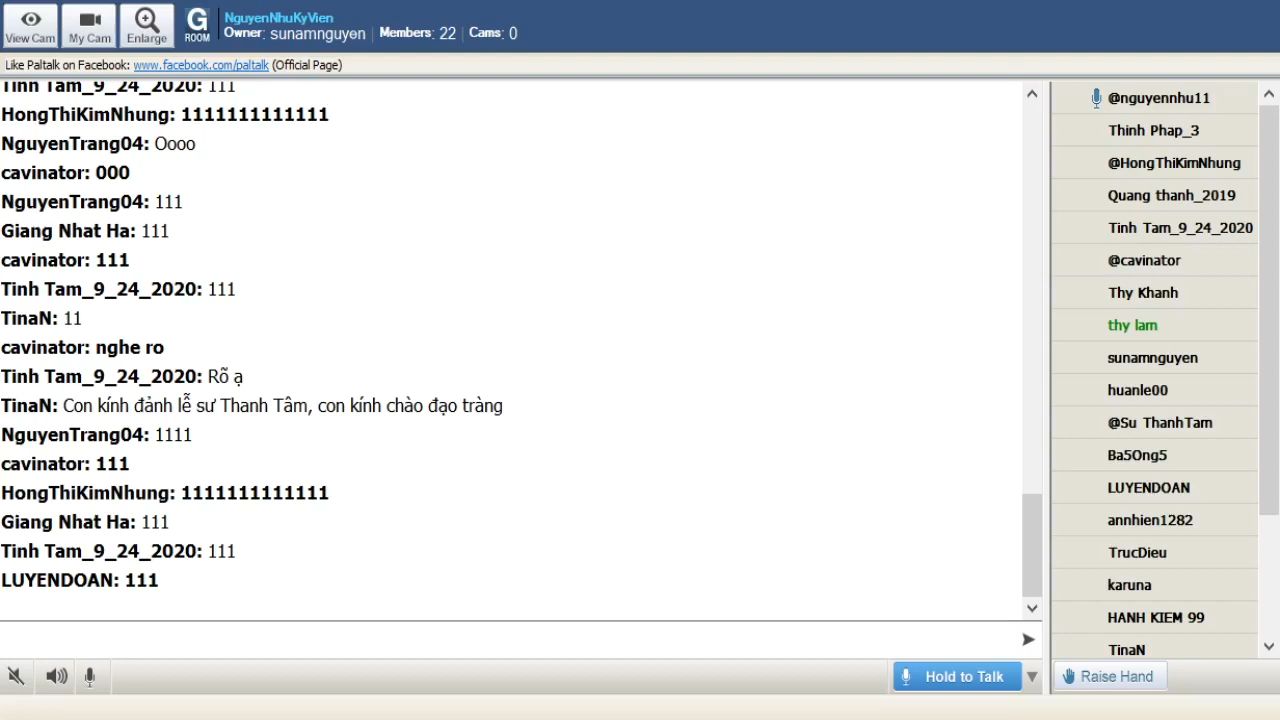 View Cam
My Cam
Enlarge
G
ROOM
NguyenNhuKyVien
Owner: sunamnguyen Members: 22 Cams: 0
Like Paltalk on Facebook: www.facebook.com/paltalk (Official Page)
Tinh Tam_9_24_2020: 111
HongThiKimNhung: 1111111111111
NguyenTrang04: Oooo
cavinator: 000
NguyenTrang04: 111
Giang Nhat Ha: 111
cavinator: 111
Tinh Tam_9_24_2020: 111
TinaN: 11
cavinator: nghe ro
Tinh Tam_9_24_2020: Rõ ạ
TinaN: Con kính đảnh lễ sư Thanh Tâm, con kính chào đạo tràng
NguyenTrang04: 1111
cavinator: 111
HongThiKimNhung: 1111111111111
Giang Nhat Ha: 111
Tinh Tam_9_24_2020: 111
LUYENDOAN: 111
@nguyennhu11
Thinh Phap_3
@HongThiKimNhung
Quang thanh_2019
Tinh Tam_9_24_2020
@cavinator
Thy Khanh
thy lam
sunamnguyen
huanle00
@Su ThanhTam
Ba5Ong5
LUYENDOAN
annhien1282
TrucDieu
karuna
HANH KIEM 99
TinaN
Hold to Talk
Raise Hand